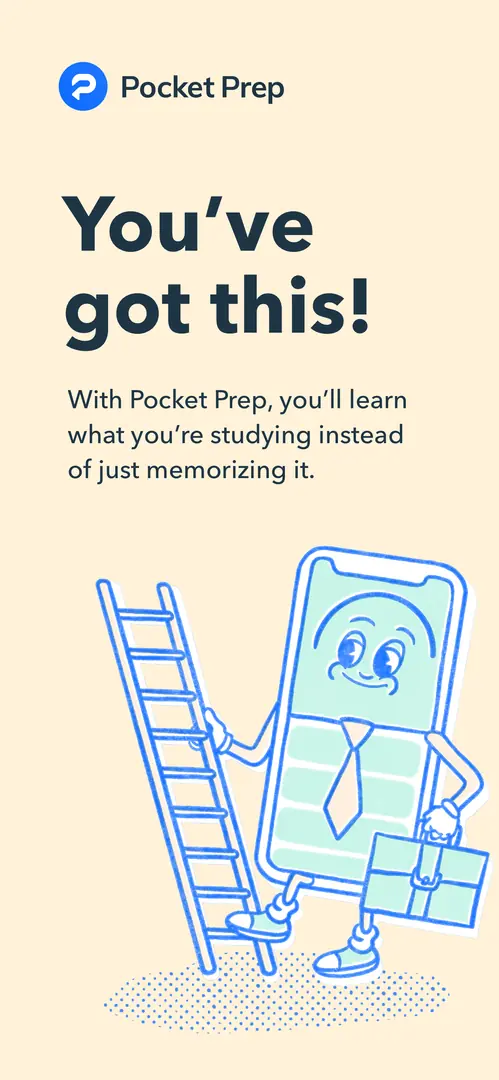 Pocket Prep
You’ve
got this!
With Pocket Prep, you’ll learn
what you’re studying instead
of just memorizing it.